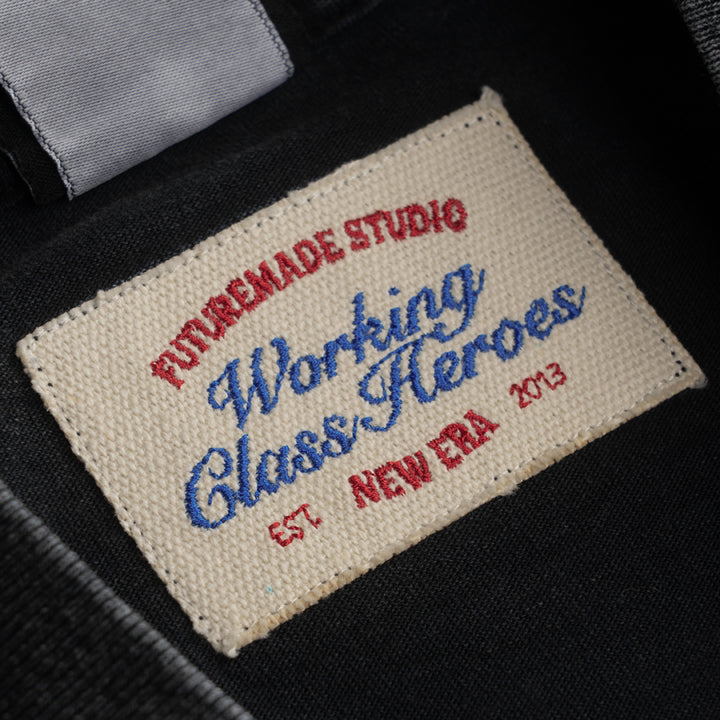 FUTUREMADE STUDIO
Working
Class Heroes
EST. NEW ERA 2013